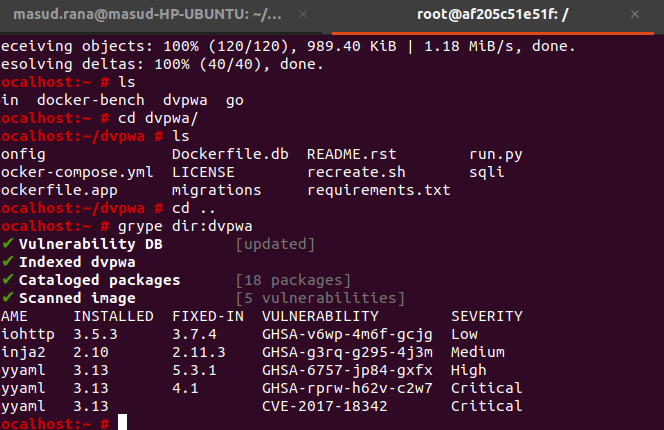 masud.rana@masud-HP-UBUNTU: ~/... × root@af205c51e51f: / ×
eceiving objects: 100% (120/120), 989.40 KiB | 1.18 MiB/s, done.
esolving deltas: 100% (40/40), done.
localhost:~ # ls
in docker-bench dvpwa go
localhost:~ # cd dvpwa/
localhost:~/dvpwa # ls
onfig Dockerfile.db README.rst run.py
ocker-compose.yml LICENSE recreate.sh sqli
ockerfile.app migrations requirements.txt
localhost:~/dvpwa # cd ..
localhost:~ # grype dir:dvpwa
✔ Vulnerability DB [updated]
✔ Indexed dvpwa
✔ Cataloged packages [18 packages]
✔ Scanned image [5 vulnerabilities]
AME INSTALLED FIXED-IN VULNERABILITY SEVERITY
iohttp 3.5.3 3.7.4 GHSA-v6wp-4m6f-gcjg Low
inja2 2.10 2.11.3 GHSA-g3rq-g295-4j3m Medium
yyaml 3.13 5.3.1 GHSA-6757-jp84-gxfx High
yyaml 3.13 4.1 GHSA-rprw-h62v-c2w7 Critical
yyaml 3.13 CVE-2017-18342 Critical
localhost:~ #